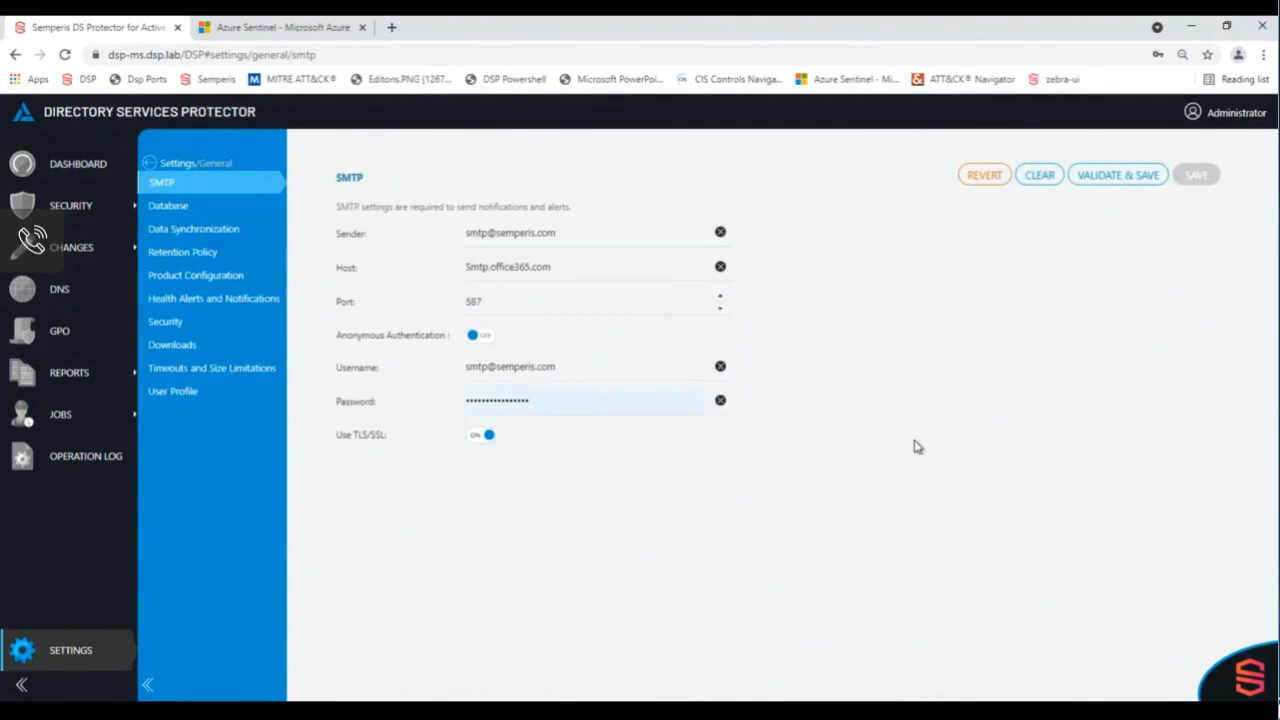 Semperis DS Protector for Active
Azure Sentinel - Microsoft Azure
dsp-ms.dsp.lab/DSP#settings/general/smtp
Apps
DSP
Dsp Ports
Semperis
MITRE ATT&CK®
Editons.PNG (1267...
DSP Powershell
Microsoft PowerPoi...
CIS Controls Naviga...
Azure Sentinel - Mi...
ATT&CK® Navigator
zebra-ui
Reading list
DIRECTORY SERVICES PROTECTOR
Administrator
DASHBOARD
SECURITY
CHANGES
DNS
GPO
REPORTS
JOBS
OPERATION LOG
SETTINGS
Settings/General
SMTP
Database
Data Synchronization
Retention Policy
Product Configuration
Health Alerts and Notifications
Security
Downloads
Timeouts and Size Limitations
User Profile
SMTP
REVERT
CLEAR
VALIDATE & SAVE
SAVE
SMTP settings are required to send notifications and alerts.
Sender: smtp@semperis.com
Host: Smtp.office365.com
Port: 587
Anonymous Authentication : OFF
Username: smtp@semperis.com
Password: ••••••••••••••••
Use TLS/SSL: ON